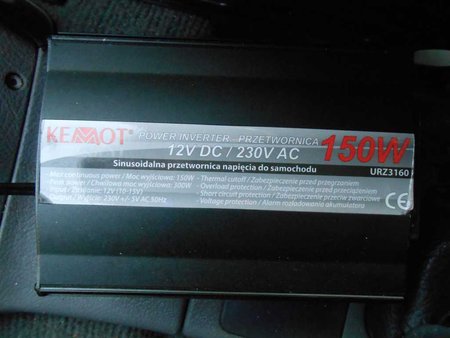 KEMOT®
POWER INVERTER - PRZETWORNICA
12V DC / 230V AC
150W
Sinusoidalna przetwornica napięcia do samochodu
URZ3160
- Max continuous power / Moc wyjściowa: 150W
- Peak power / Chwilowa moc wyjściowa: 300W
- Input / Zasilanie: 12V (10-15V)
- Output / Wyjście: 230V +/- 5V AC 50Hz
- Thermal cutoff / Zabezpieczenie przed przegrzaniem
- Overload protection / Zabezpieczenie przed przeciążeniem
- Short circuit protection / Zabezpieczenie przeciw zwarciowe
- Voltage protection / Alarm rozładowania akumulatora
CE